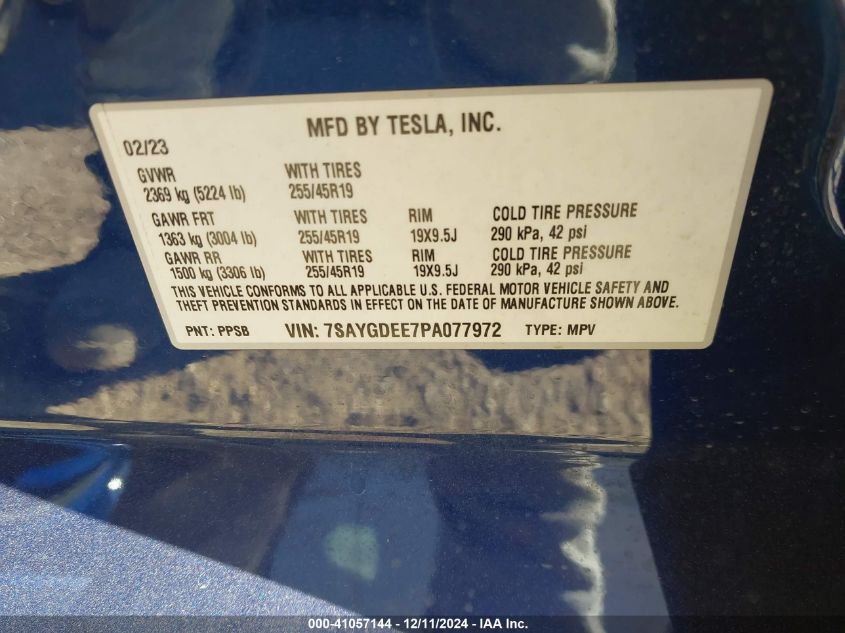 MFD BY TESLA, INC.
02/23
GVWR WITH TIRES
2369 kg (5224 lb) 255/45R19
GAWR FRT WITH TIRES RIM COLD TIRE PRESSURE
1363 kg (3004 lb) 255/45R19 19X9.5J 290 kPa, 42 psi
GAWR RR WITH TIRES RIM COLD TIRE PRESSURE
1500 kg (3306 lb) 255/45R19 19X9.5J 290 kPa, 42 psi
THIS VEHICLE CONFORMS TO ALL APPLICABLE U.S. FEDERAL MOTOR VEHICLE SAFETY AND
THEFT PREVENTION STANDARDS IN EFFECT ON THE DATE OF MANUFACTURE SHOWN ABOVE.
PNT: PPSB VIN: 7SAYGDEE7PA077972 TYPE: MPV
000-41057144 - 12/11/2024 - IAA Inc.